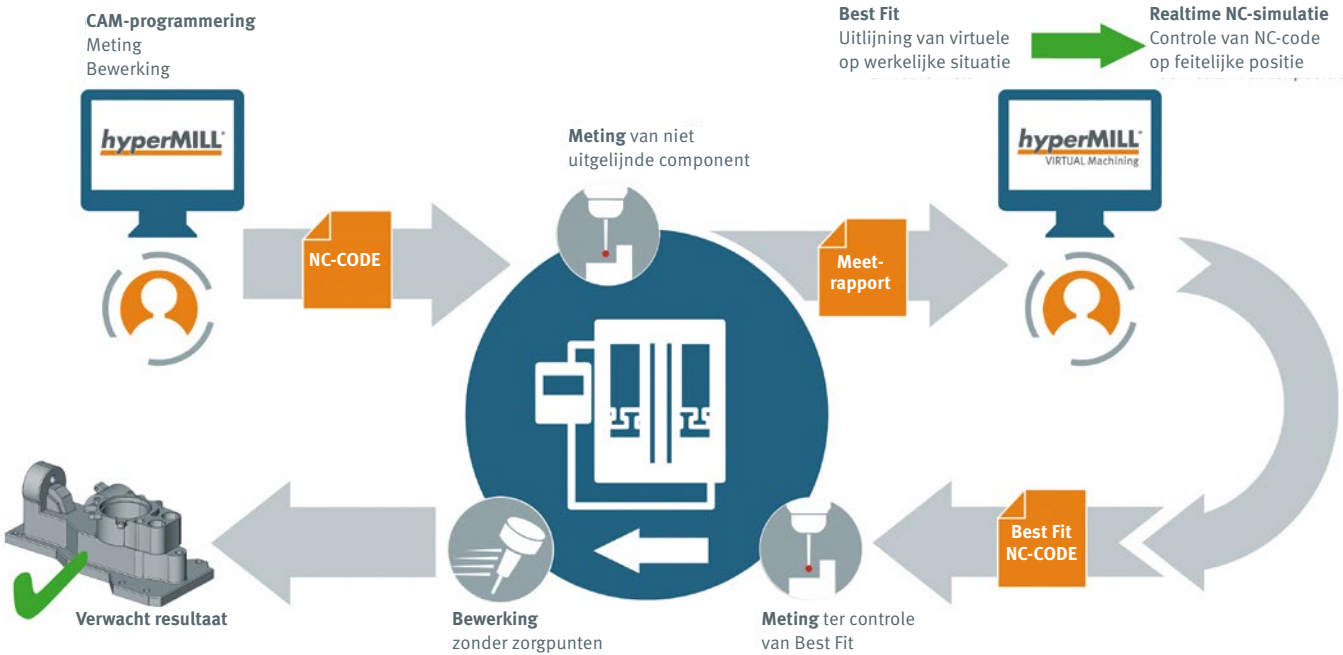 CAM-programmering
Meting
Bewerking
hyperMILL®
NC-CODE
Meting van niet
uitgelijnde component
Meet-
rapport
Best Fit
Uitlijning van virtuele
op werkelijke situatie
Realtime NC-simulatie
Controle van NC-code
op feitelijke positie
hyperMILL®
VIRTUAL Machining
Best Fit
NC-CODE
Meting ter controle
van Best Fit
Bewerking
zonder zorgpunten
Verwacht resultaat